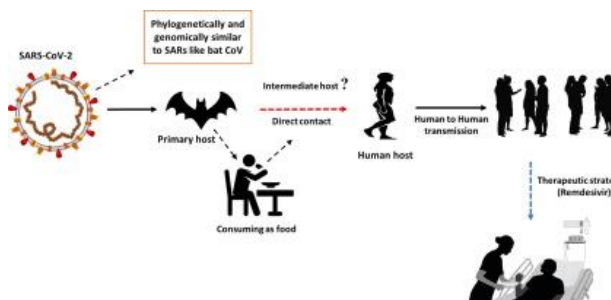 Phylogenetically and
genomically similar
to SARs like bat CoV
SARS-CoV-2
Intermediate host ?
Direct contact
Primary host
Human host
Human to Human
transmission
Consuming as food
Therapeutic strate
(Remdesivir)